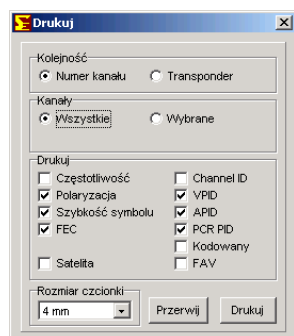 Drukuj
Kolejność
Numer kanału Transponder
Kanały
Wszystkie Wybrane
Drukuj
Częstotliwość Channel ID
Polaryzacja VPID
Szybkość symbolu APID
FEC PCR PID
Kodowany
Satelita FAV
Rozmiar czcionki
4 mm Przerwij Drukuj